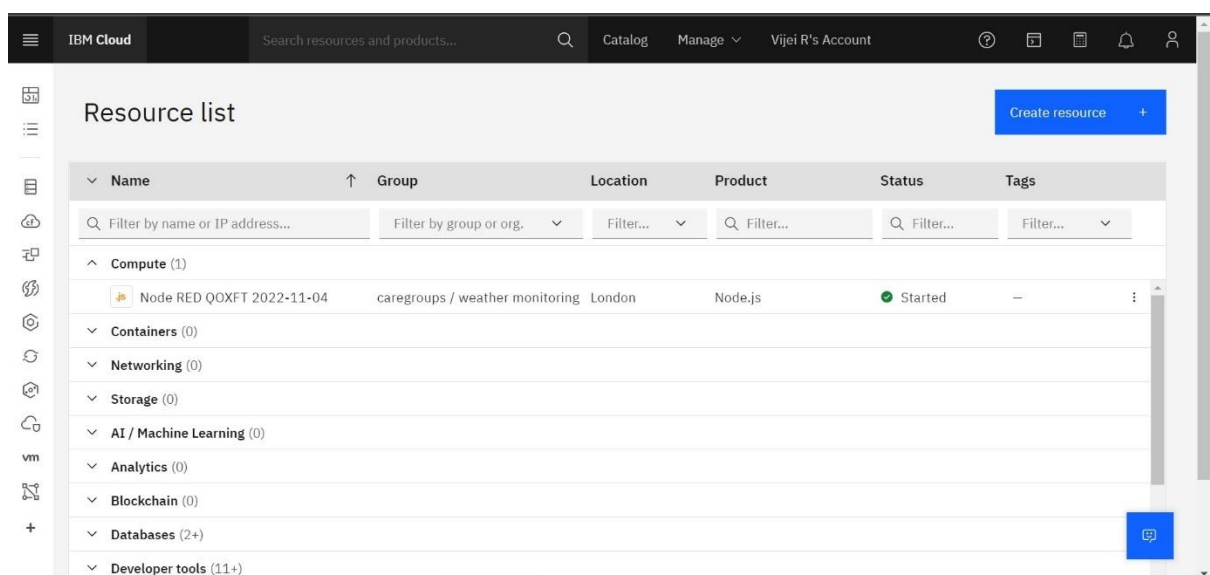 IBM Cloud Search resources and products... Catalog Manage Vijei R's Account
Resource list
Create resource +
Name Group Location Product Status Tags
Filter by name or IP address... Filter by group or org. Filter... Filter... Filter... Filter...
Compute (1)
JS Node RED QOXFT 2022-11-04 caregroups / weather monitoring London Node.js Started —
Containers (0)
Networking (0)
Storage (0)
AI / Machine Learning (0)
vm
Analytics (0)
Blockchain (0)
Databases (2+)
Developer tools (11+)